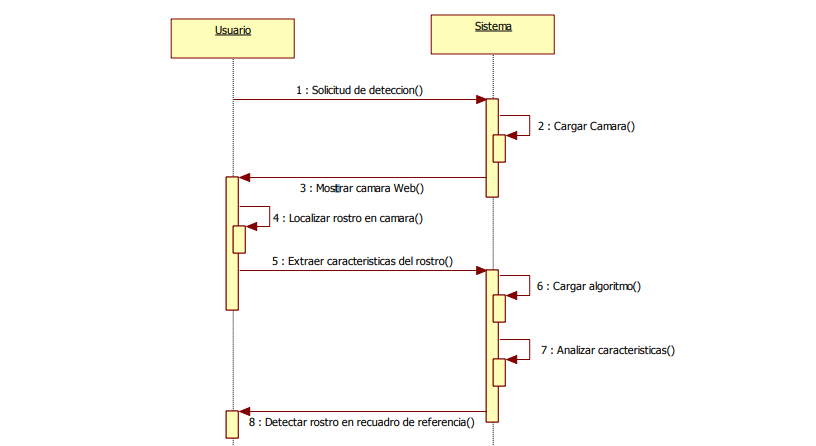 Usuario
Sistema
1 : Solicitud de deteccion()
2 : Cargar Camara()
3 : Mostrar camara Web()
4 : Localizar rostro en camara()
5 : Extraer caracteristicas del rostro()
6 : Cargar algoritmo()
7 : Analizar caracteristicas()
8 : Detectar rostro en recuadro de referencia()